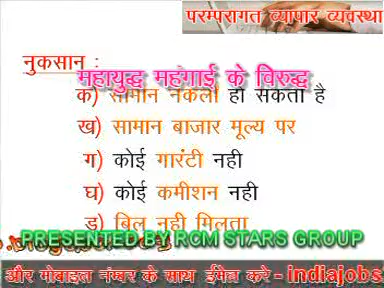 परम्परागत व्यापार व्यवस्था
नुकसान :
महायुद्ध महंगाई के विरुद्ध
क) सामान नकली हो सकता है
ख) सामान बाजार मूल्य पर
ग) कोई गारंटी नही
घ) कोई कमीशन नही
ड) बिल नही मिलता
PRESENTED BY RCM STARS GROUP
और मोबाइल नंम्बर के साथ ईमेल करे - indiajobs